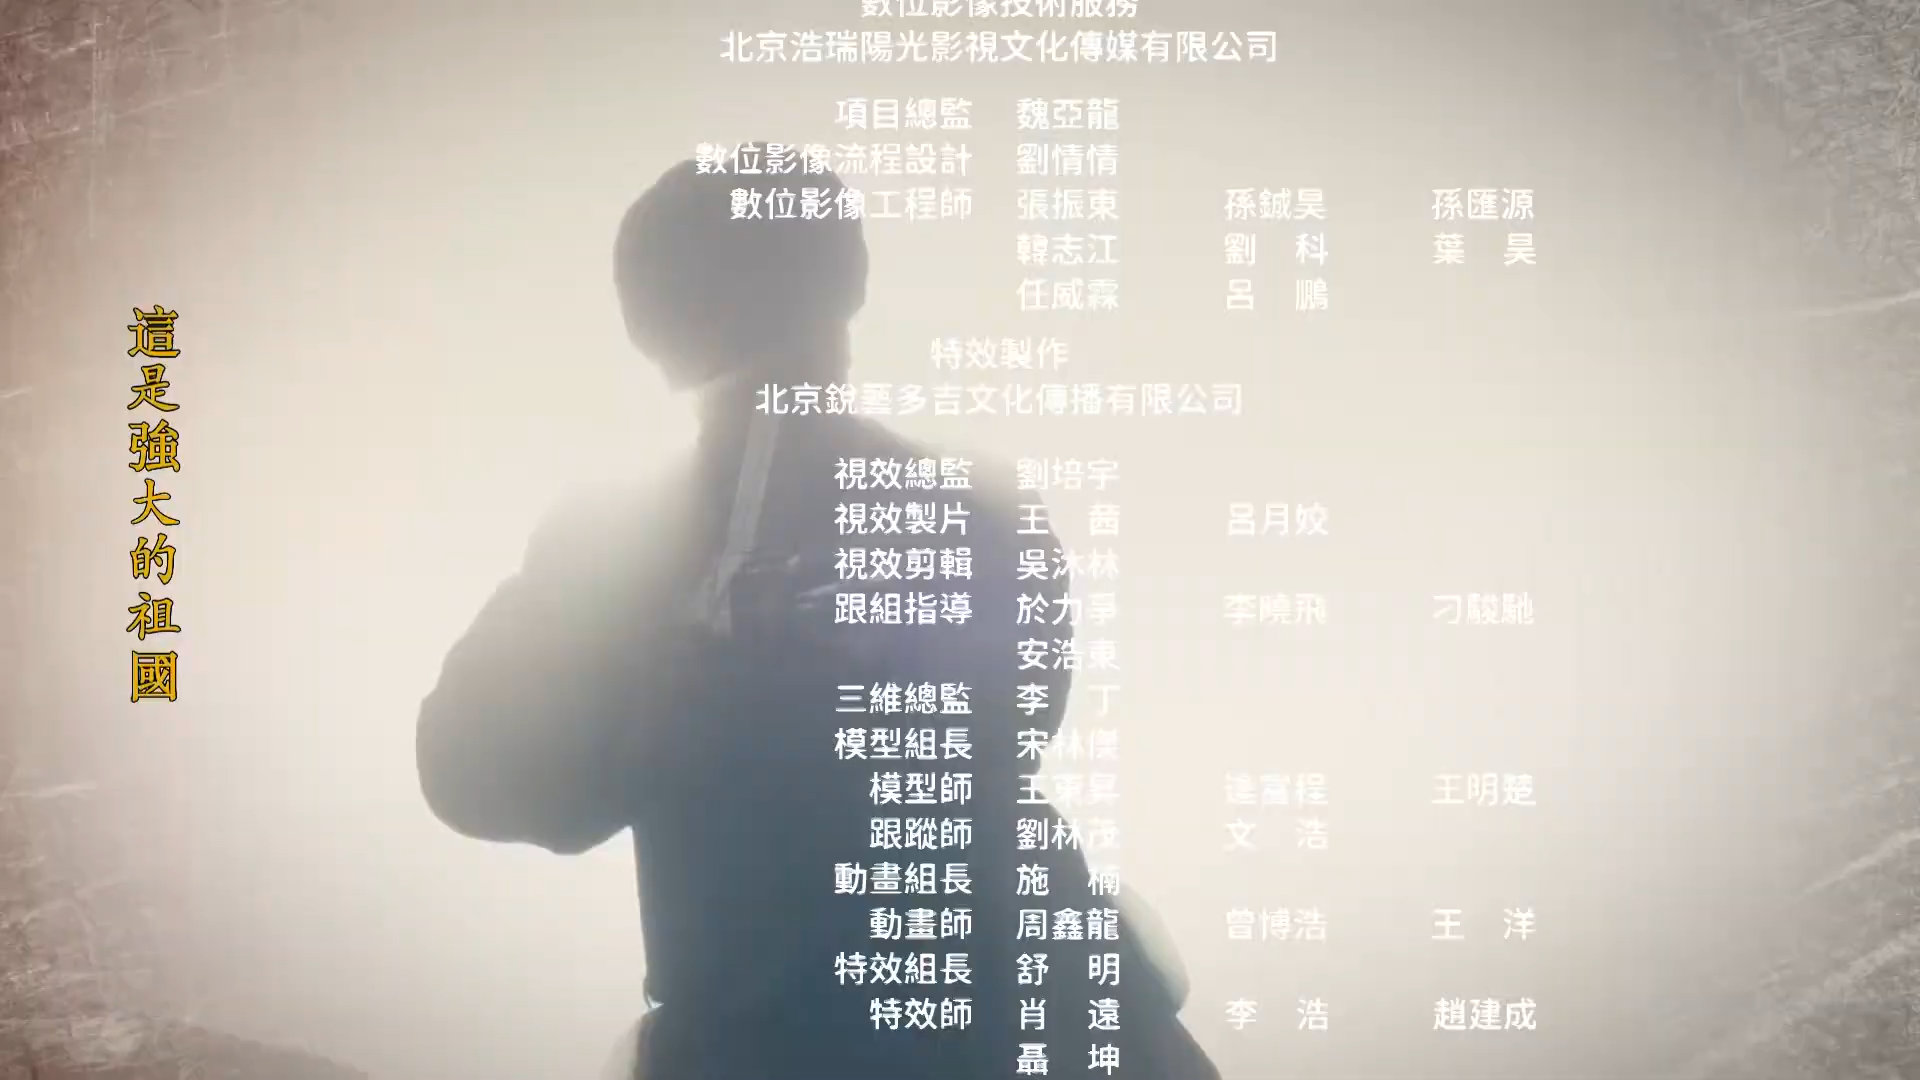 數位影像技術服務
北京浩瑞陽光影視文化傳媒有限公司
項目總監 魏亞龍
數位影像流程設計 劉情情
數位影像工程師 張振東 孫鋮昊 孫匯源
韓志江 劉 科 葉 昊
任威霖 呂 鵬
特效製作
北京銳藝多吉文化傳播有限公司
視效總監 劉培宇
視效製片 王 茜 呂月姣
視效剪輯 吳沐林
跟組指導 於力爭 李曉飛 刁駿馳
安浩東
三維總監 李 丁
模型組長 宋林傑
模型師 王東昇 逄富程 王明楚
跟蹤師 劉林茂 文 浩
動畫組長 施 楠
動畫師 周鑫龍 曾博浩 王 洋
特效組長 舒 明
特效師 肖 遠 李 浩 趙建成
聶 坤
這是強大的祖國